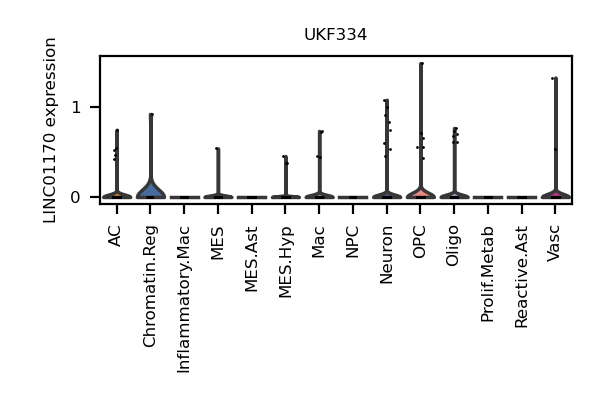 UKF334
LINC01170 expression
1
0
AC
Chromatin.Reg
Inflammatory.Mac
MES
MES.Ast
MES.Hyp
Mac
NPC
Neuron
OPC
Oligo
Prolif.Metab
Reactive.Ast
Vasc